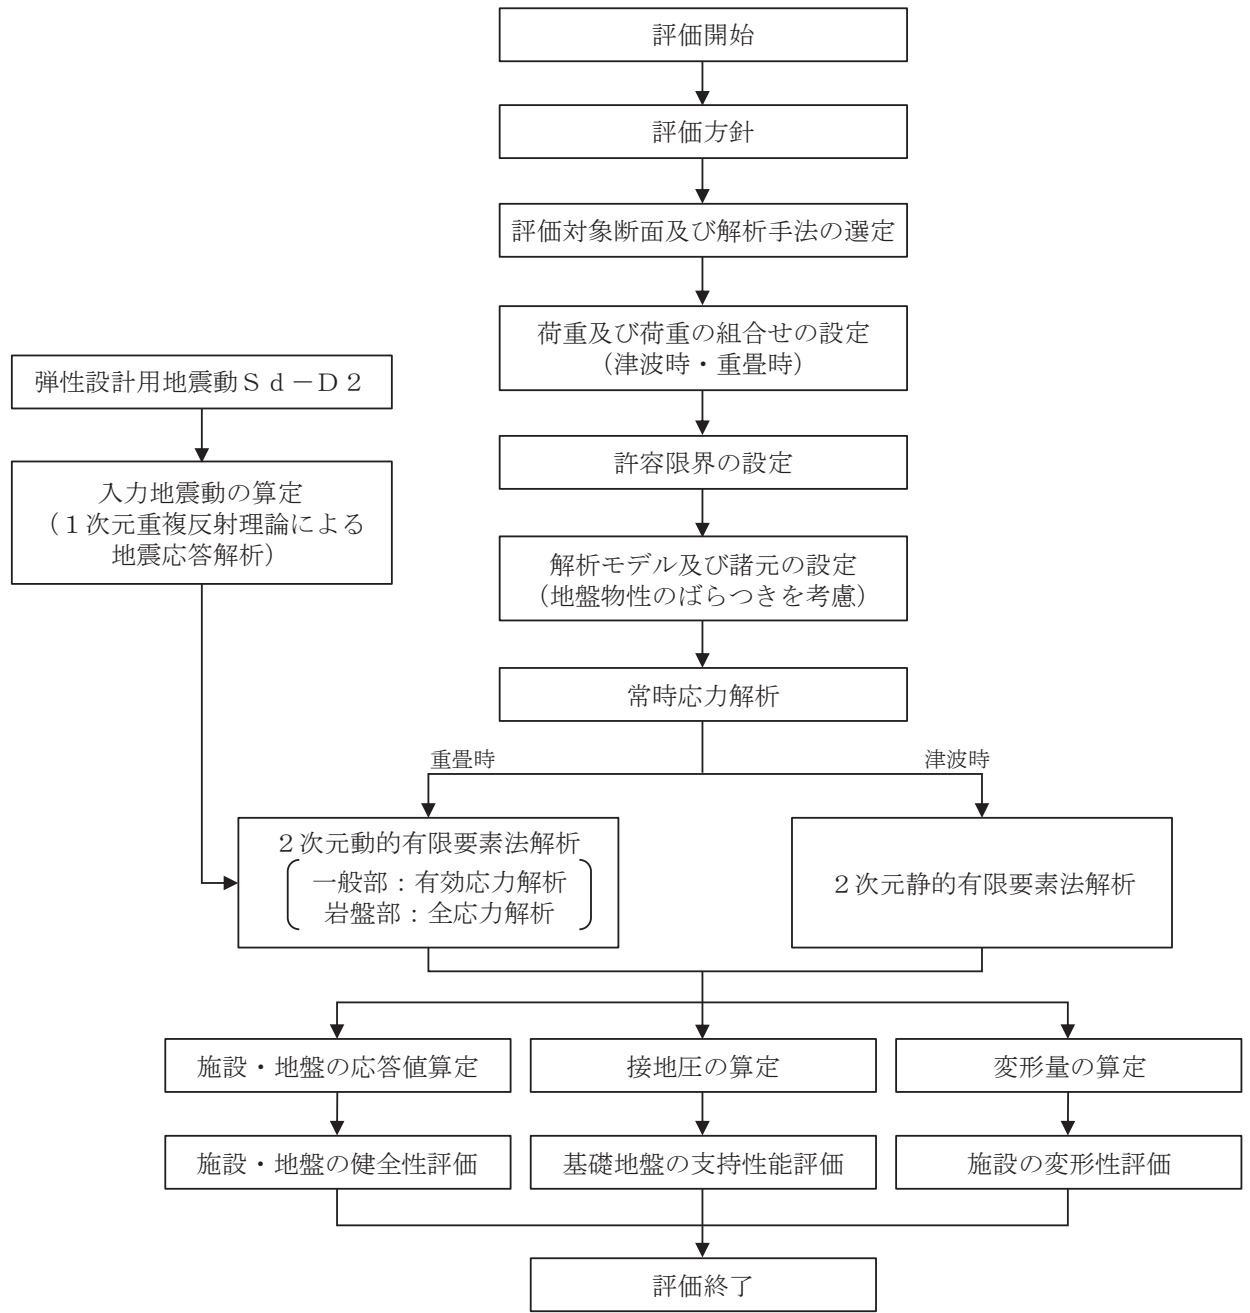 評価開始
評価方針
評価対象断面及び解析手法の選定
荷重及び荷重の組合せの設定
(津波時・重畳時)
弾性設計用地震動Ｓｄ－Ｄ２
許容限界の設定
入力地震動の算定
(１次元重複反射理論による
地震応答解析)
解析モデル及び諸元の設定
(地盤物性のばらつきを考慮)
常時応力解析
重畳時
津波時
２次元動的有限要素法解析
一般部：有効応力解析
岩盤部：全応力解析
２次元静的有限要素法解析
施設・地盤の応答値算定
接地圧の算定
変形量の算定
施設・地盤の健全性評価
基礎地盤の支持性能評価
施設の変形性評価
評価終了